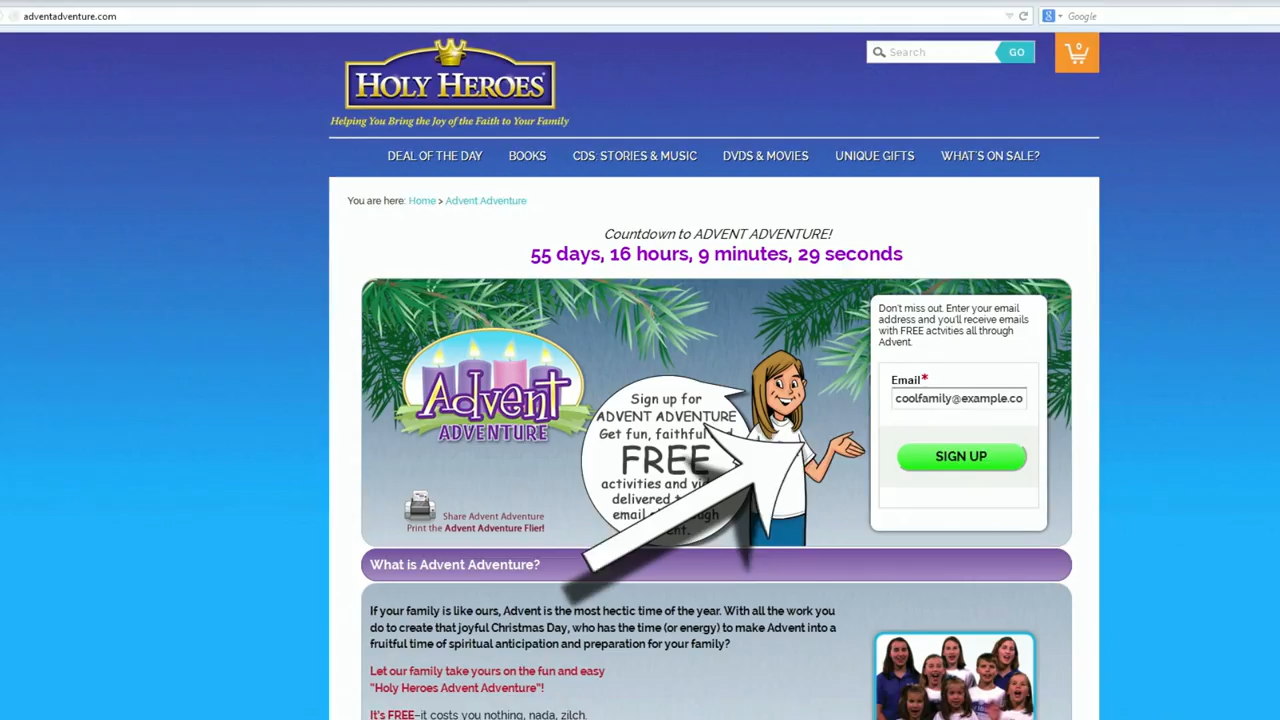 adventadventure.com
Google
HOLY HEROES
Helping You Bring the Joy of the Faith to Your Family
Search
GO
0
DEAL OF THE DAY
BOOKS
CDS: STORIES & MUSIC
DVDS & MOVIES
UNIQUE GIFTS
WHAT'S ON SALE?
You are here: Home > Advent Adventure
Countdown to ADVENT ADVENTURE!
55 days, 16 hours, 9 minutes, 29 seconds
Advent
ADVENTURE
Share Advent Adventure
Print the Advent Adventure Flier!
Sign up for
ADVENT ADVENTURE
Get fun, faithful
FREE
activities and
delivered
email
Don't miss out. Enter your email
address and you'll receive emails
with FREE actvities all through
Advent.
Email*
coolfamily@example.co
SIGN UP
What is Advent Adventure?
If your family is like ours, Advent is the most hectic time of the year. With all the work you
do to create that joyful Christmas Day, who has the time (or energy) to make Advent into a
fruitful time of spiritual anticipation and preparation for your family?
Let our family take yours on the fun and easy
"Holy Heroes Advent Adventure"!
It's FREE–it costs you nothing, nada, zilch.